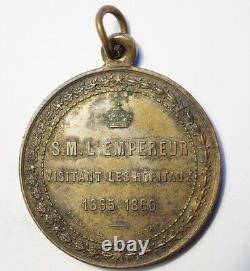 S.M. L'EMPEREUR
VISITANT LES HÔPITAUX
1865-1866